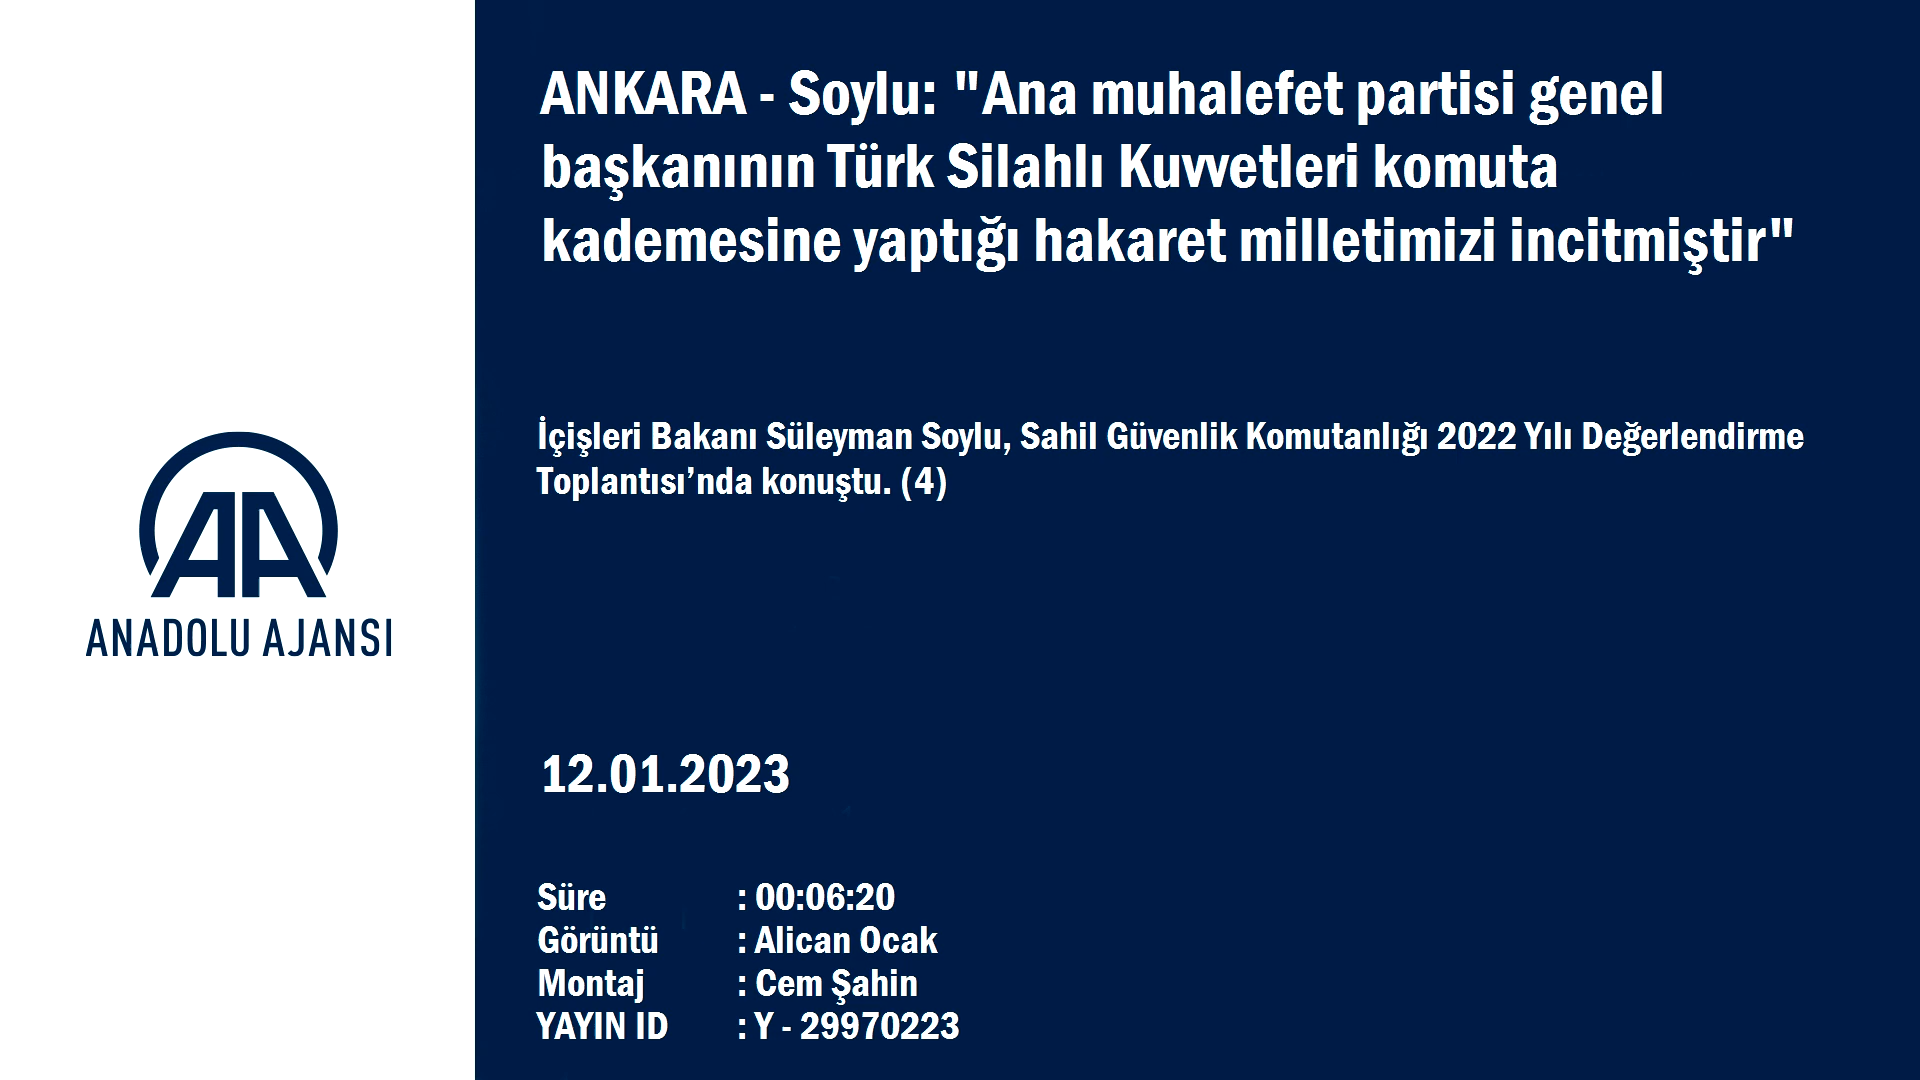 ANKARA - Soylu: "Ana muhalefet partisi genel
başkanının Türk Silahlı Kuvvetleri komuta
kademesine yaptığı hakaret milletimizi incitmiştir"
İçişleri Bakanı Süleyman Soylu, Sahil Güvenlik Komutanlığı 2022 Yılı Değerlendirme
Toplantısı’nda konuştu. (4)
AA
ANADOLU AJANSI
12.01.2023
Süre : 00:06:20
Görüntü : Alican Ocak
Montaj : Cem Şahin
YAYIN ID : Y - 29970223